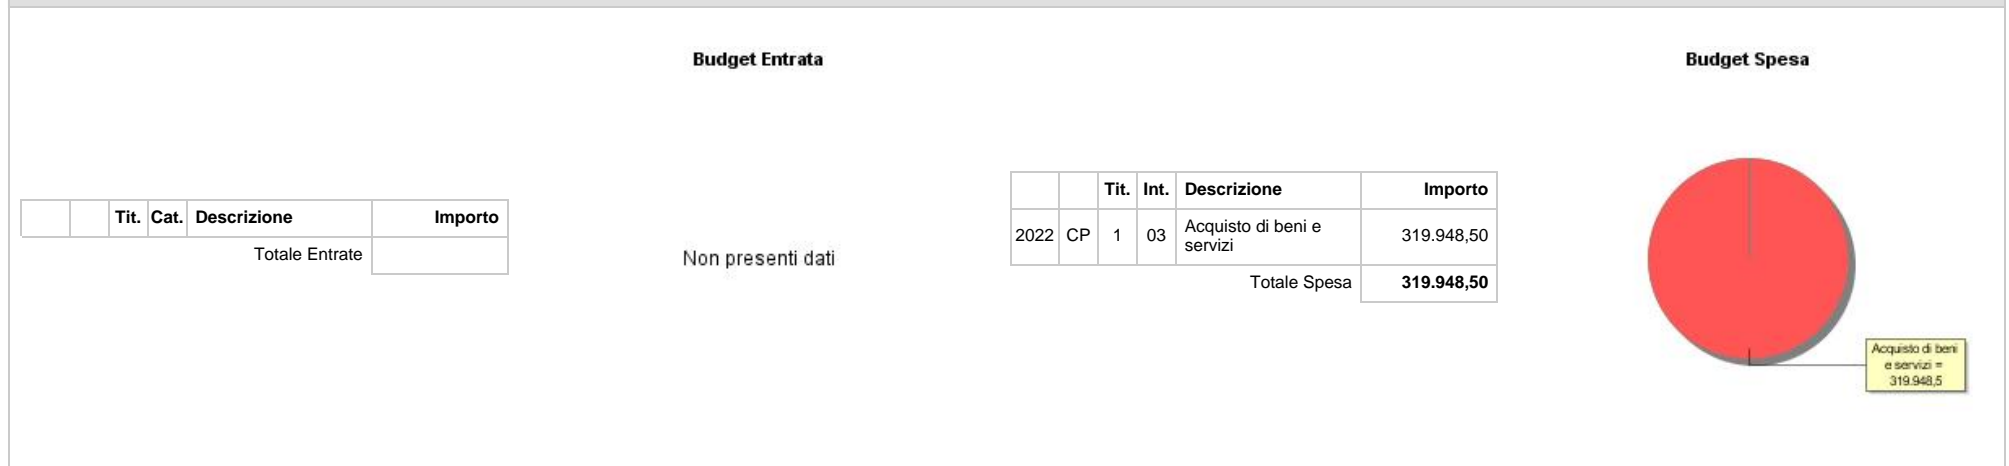 Budget Entrata
Tit. Cat. Descrizione Importo
Totale Entrate
Non presenti dati
Budget Spesa
Tit. Int. Descrizione Importo
2022 CP 1 03 Acquisto di beni e
servizi 319.948,50
Totale Spesa 319.948,50
Acquisto di beni
e servizi =
319.948,5